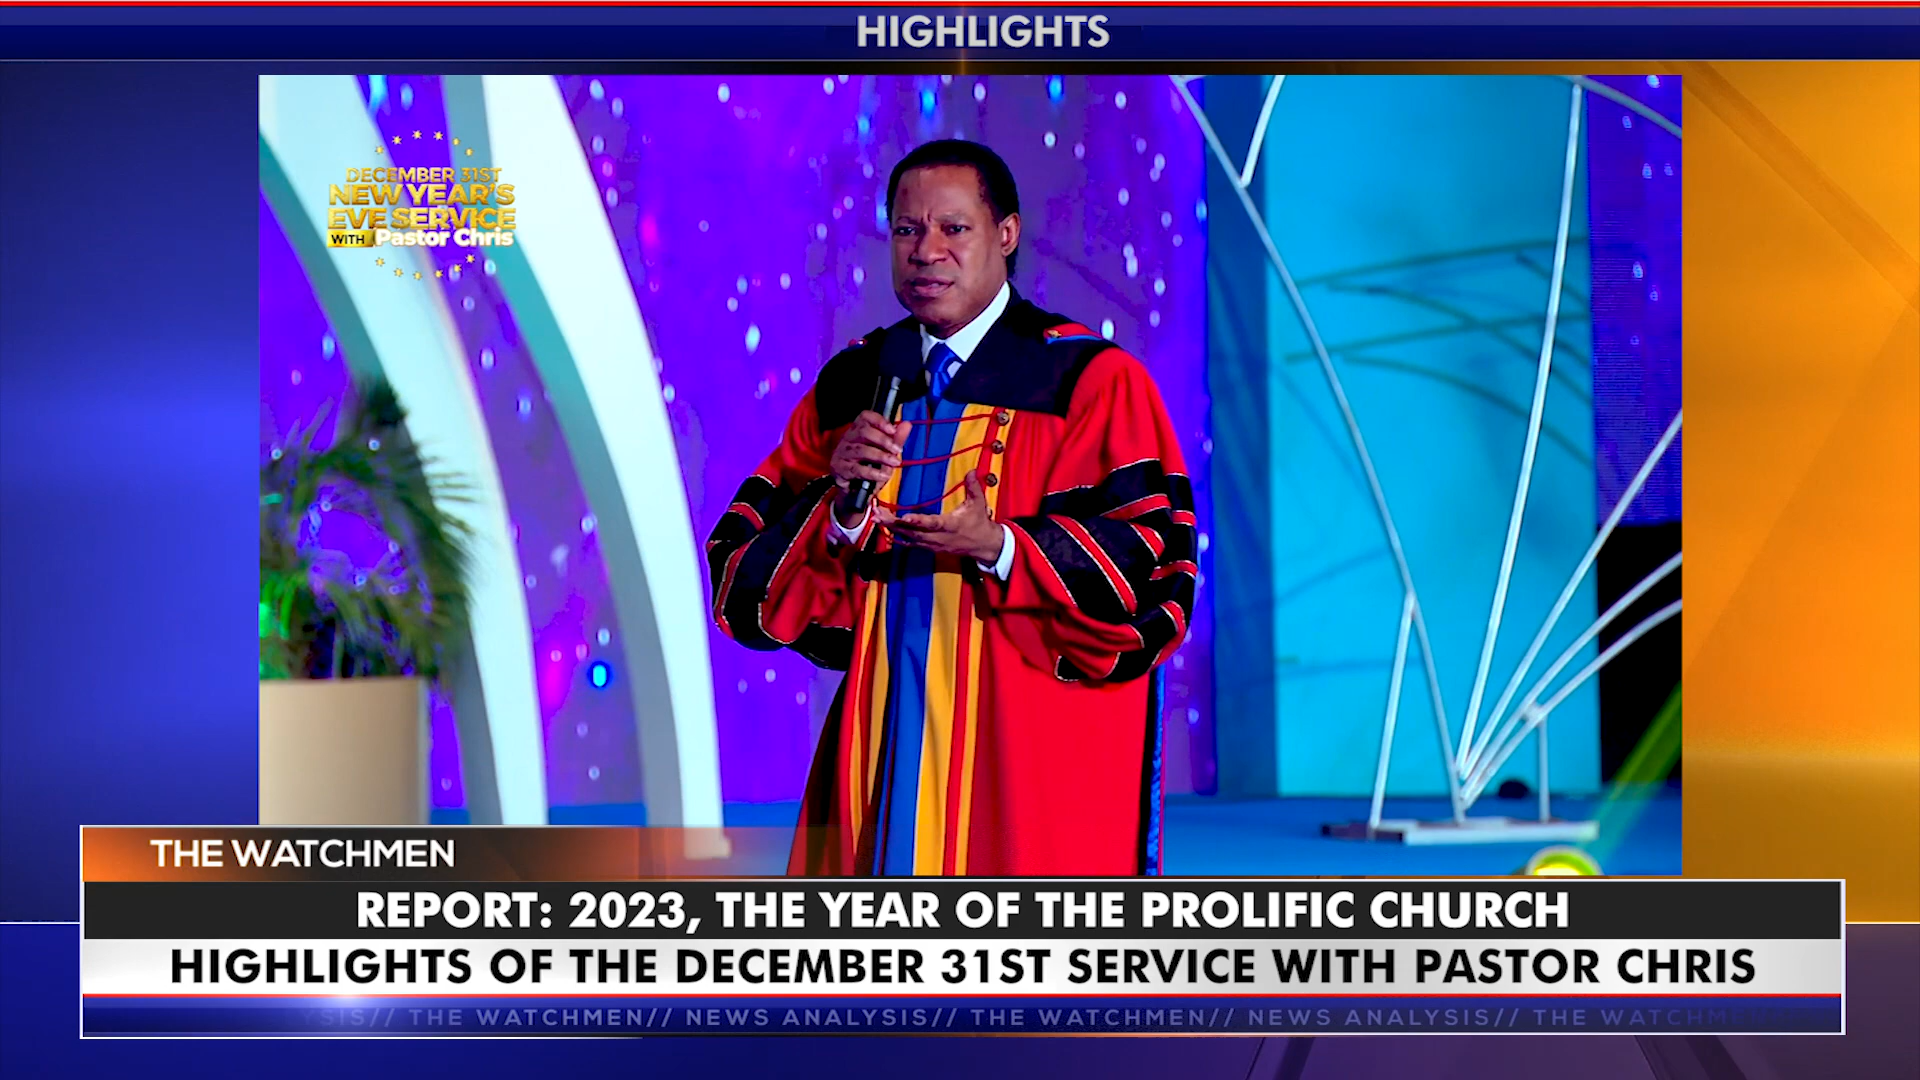 HIGHLIGHTS
DECEMBER 31ST
NEW YEAR'S
EVE SERVICE
WITH Pastor Chris
THE WATCHMEN
REPORT: 2023, THE YEAR OF THE PROLIFIC CHURCH
HIGHLIGHTS OF THE DECEMBER 31ST SERVICE WITH PASTOR CHRIS
YSIS// THE WATCHMEN// NEWS ANALYSIS// THE WATCHMEN// NEWS ANALYSIS// THE WATCHM